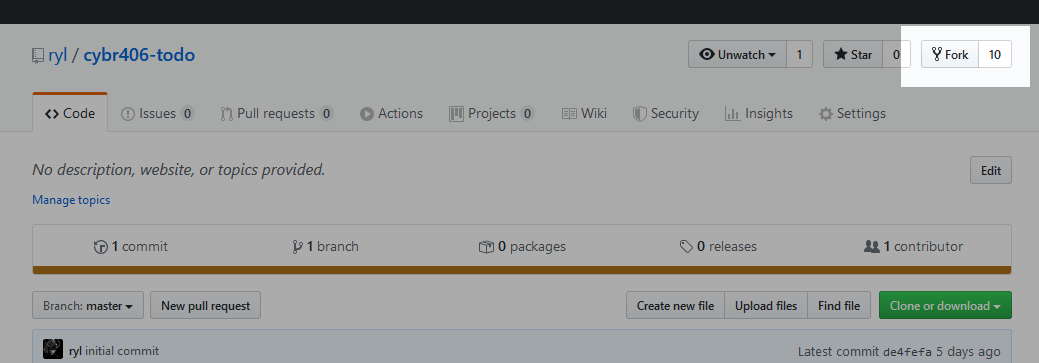 ryl / cybr406-todo Unwatch 1 Star 0 Fork 10
Code Issues 0 Pull requests 0 Actions Projects 0 Wiki Security Insights Settings
No description, website, or topics provided. Edit
Manage topics
1 commit 1 branch 0 packages 0 releases 1 contributor
Branch: master New pull request Create new file Upload files Find file Clone or download
ryl initial commit Latest commit de4fefa 5 days ago